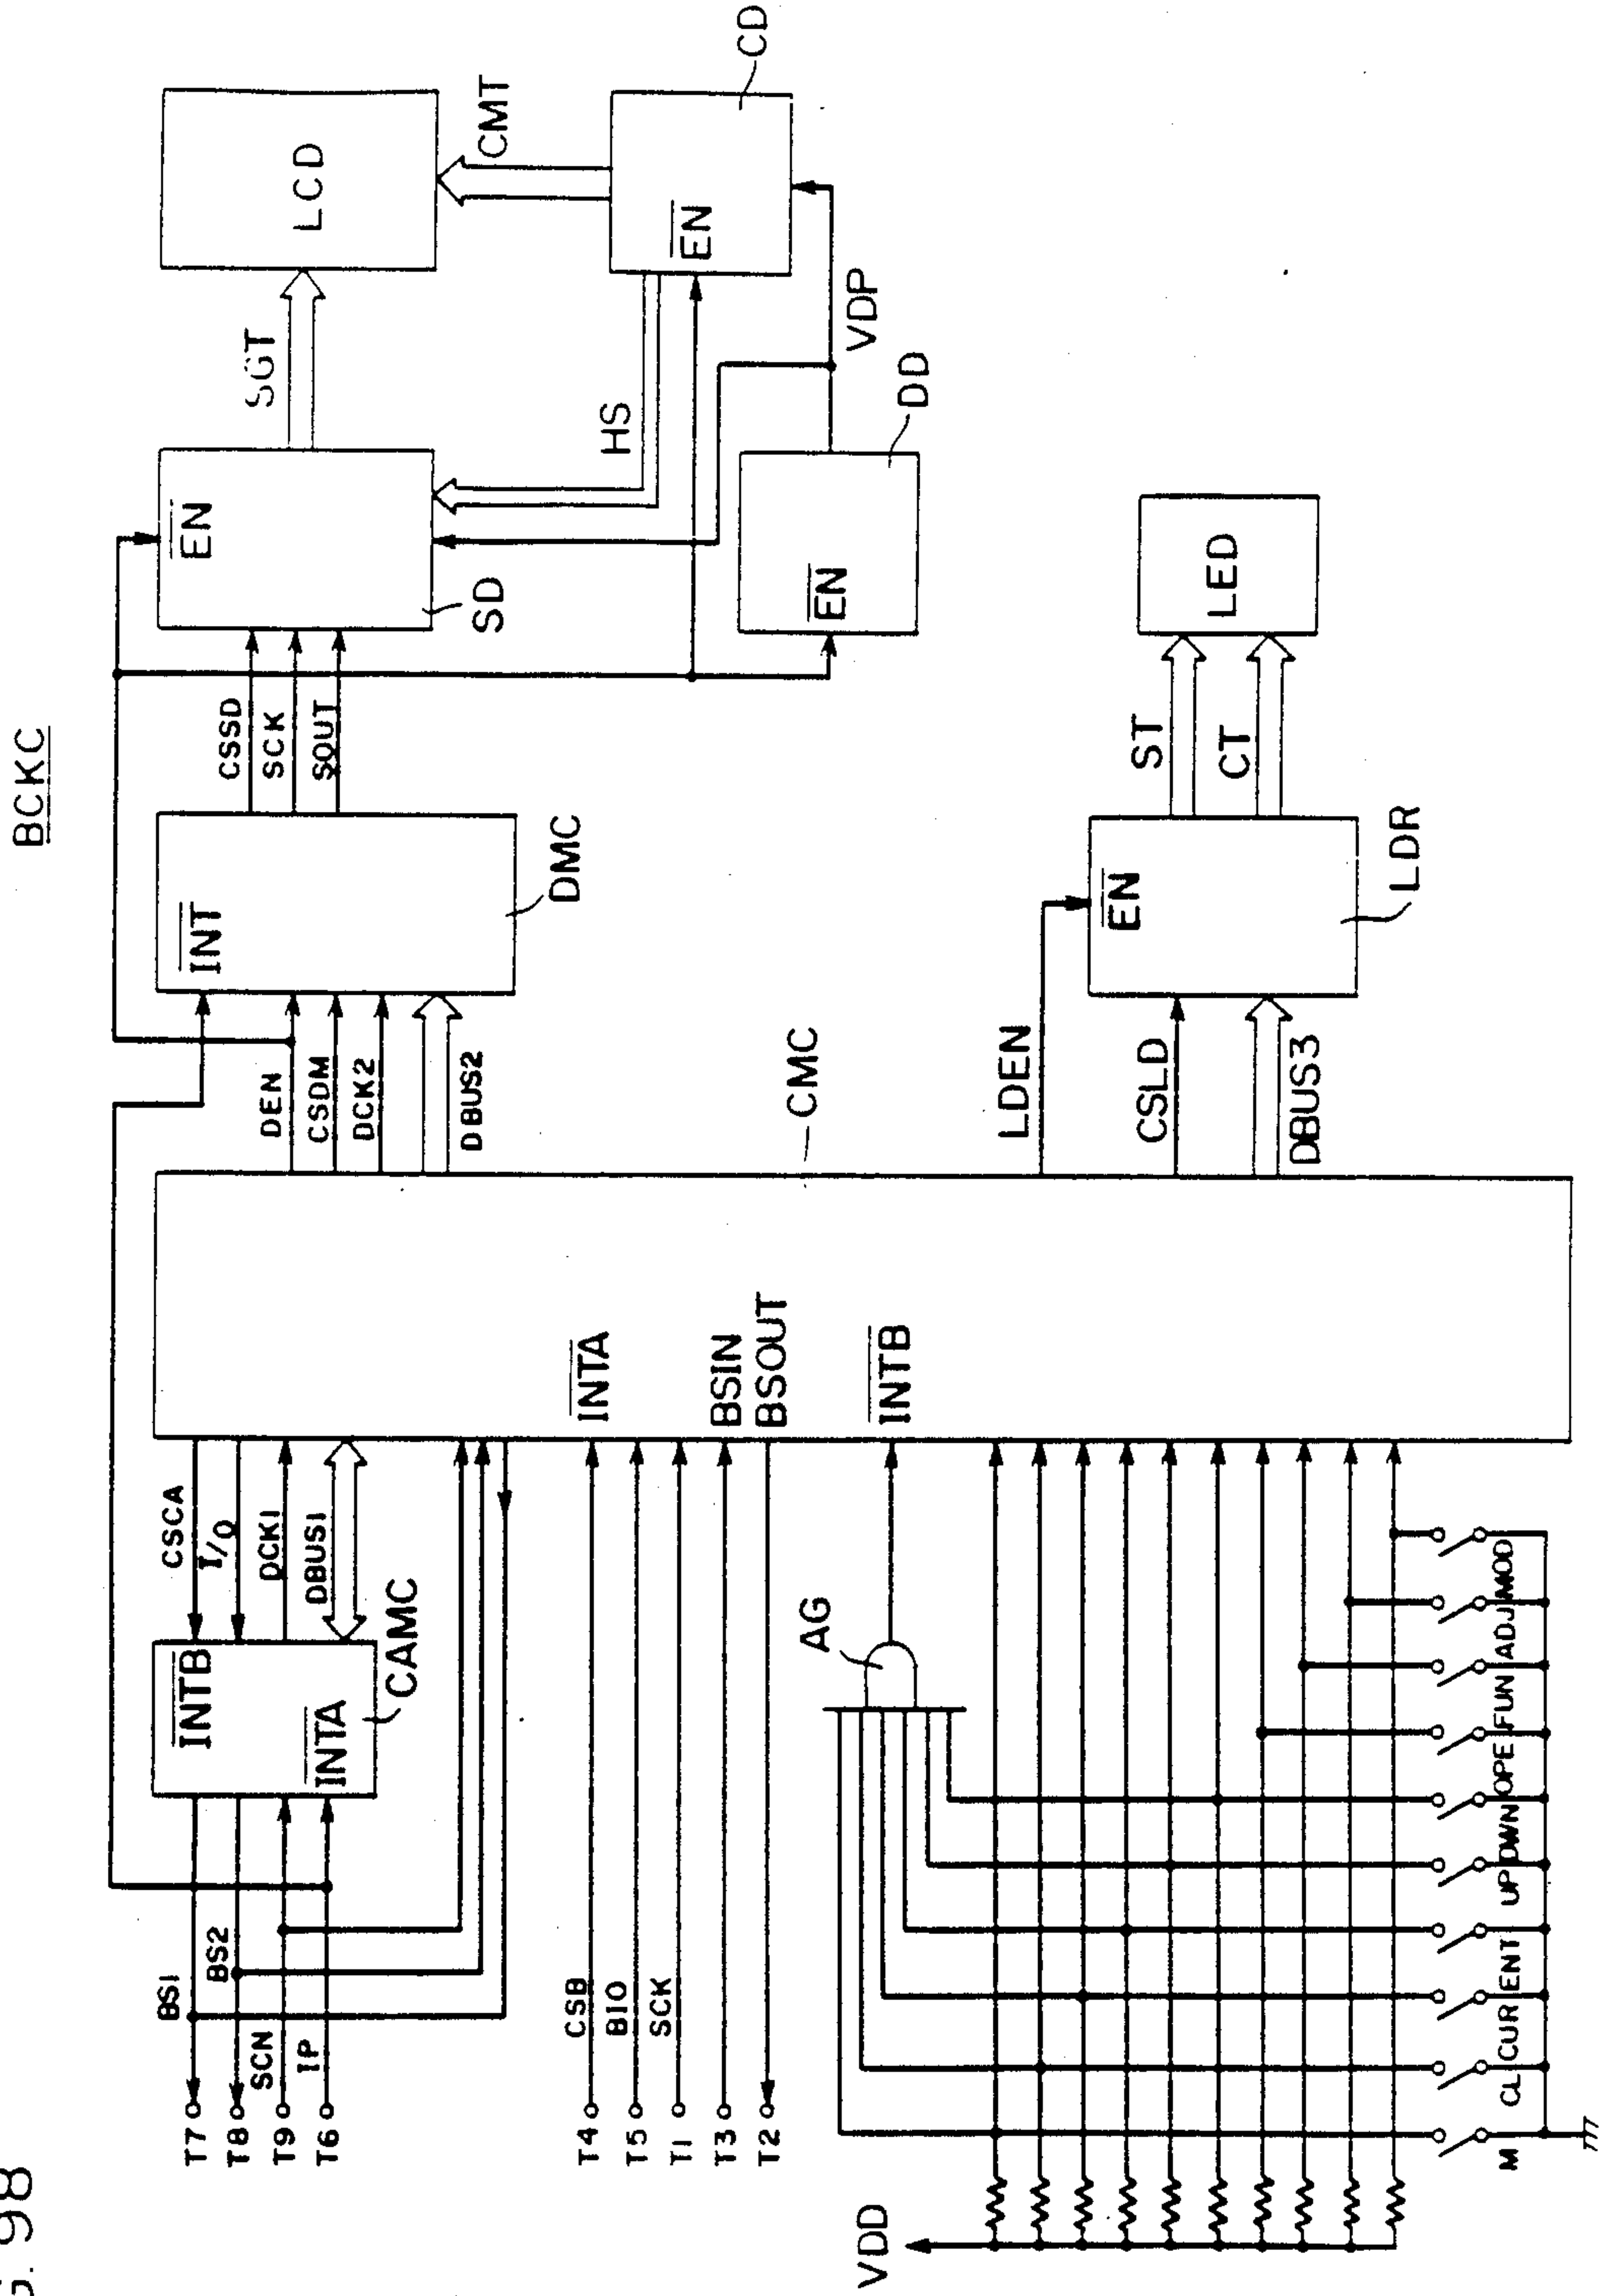 G. 98
BCKC
T7
T8
T9
T6
BS1
BS2
SCN
IP
INTB
INTA
CAMC
CSCA
I/O
DCK1
DBUS1
T4
T5
T1
T3
T2
CSB
BIO
SCK
INTA
BSIN
BSOUT
INTB
CMC
AG
VDD
M
CL
CUR
ENT
UP
DWN
OPE
FUN
ADJ
MOD
DEN
CSDM
DCK2
DBUS2
INT
DMC
CSSD
SCK
SOUT
EN
SD
SGT
LCD
HS
CMT
EN
CD
VDP
EN
DD
LDEN
CSLD
DBUS3
EN
LDR
ST
CT
LED